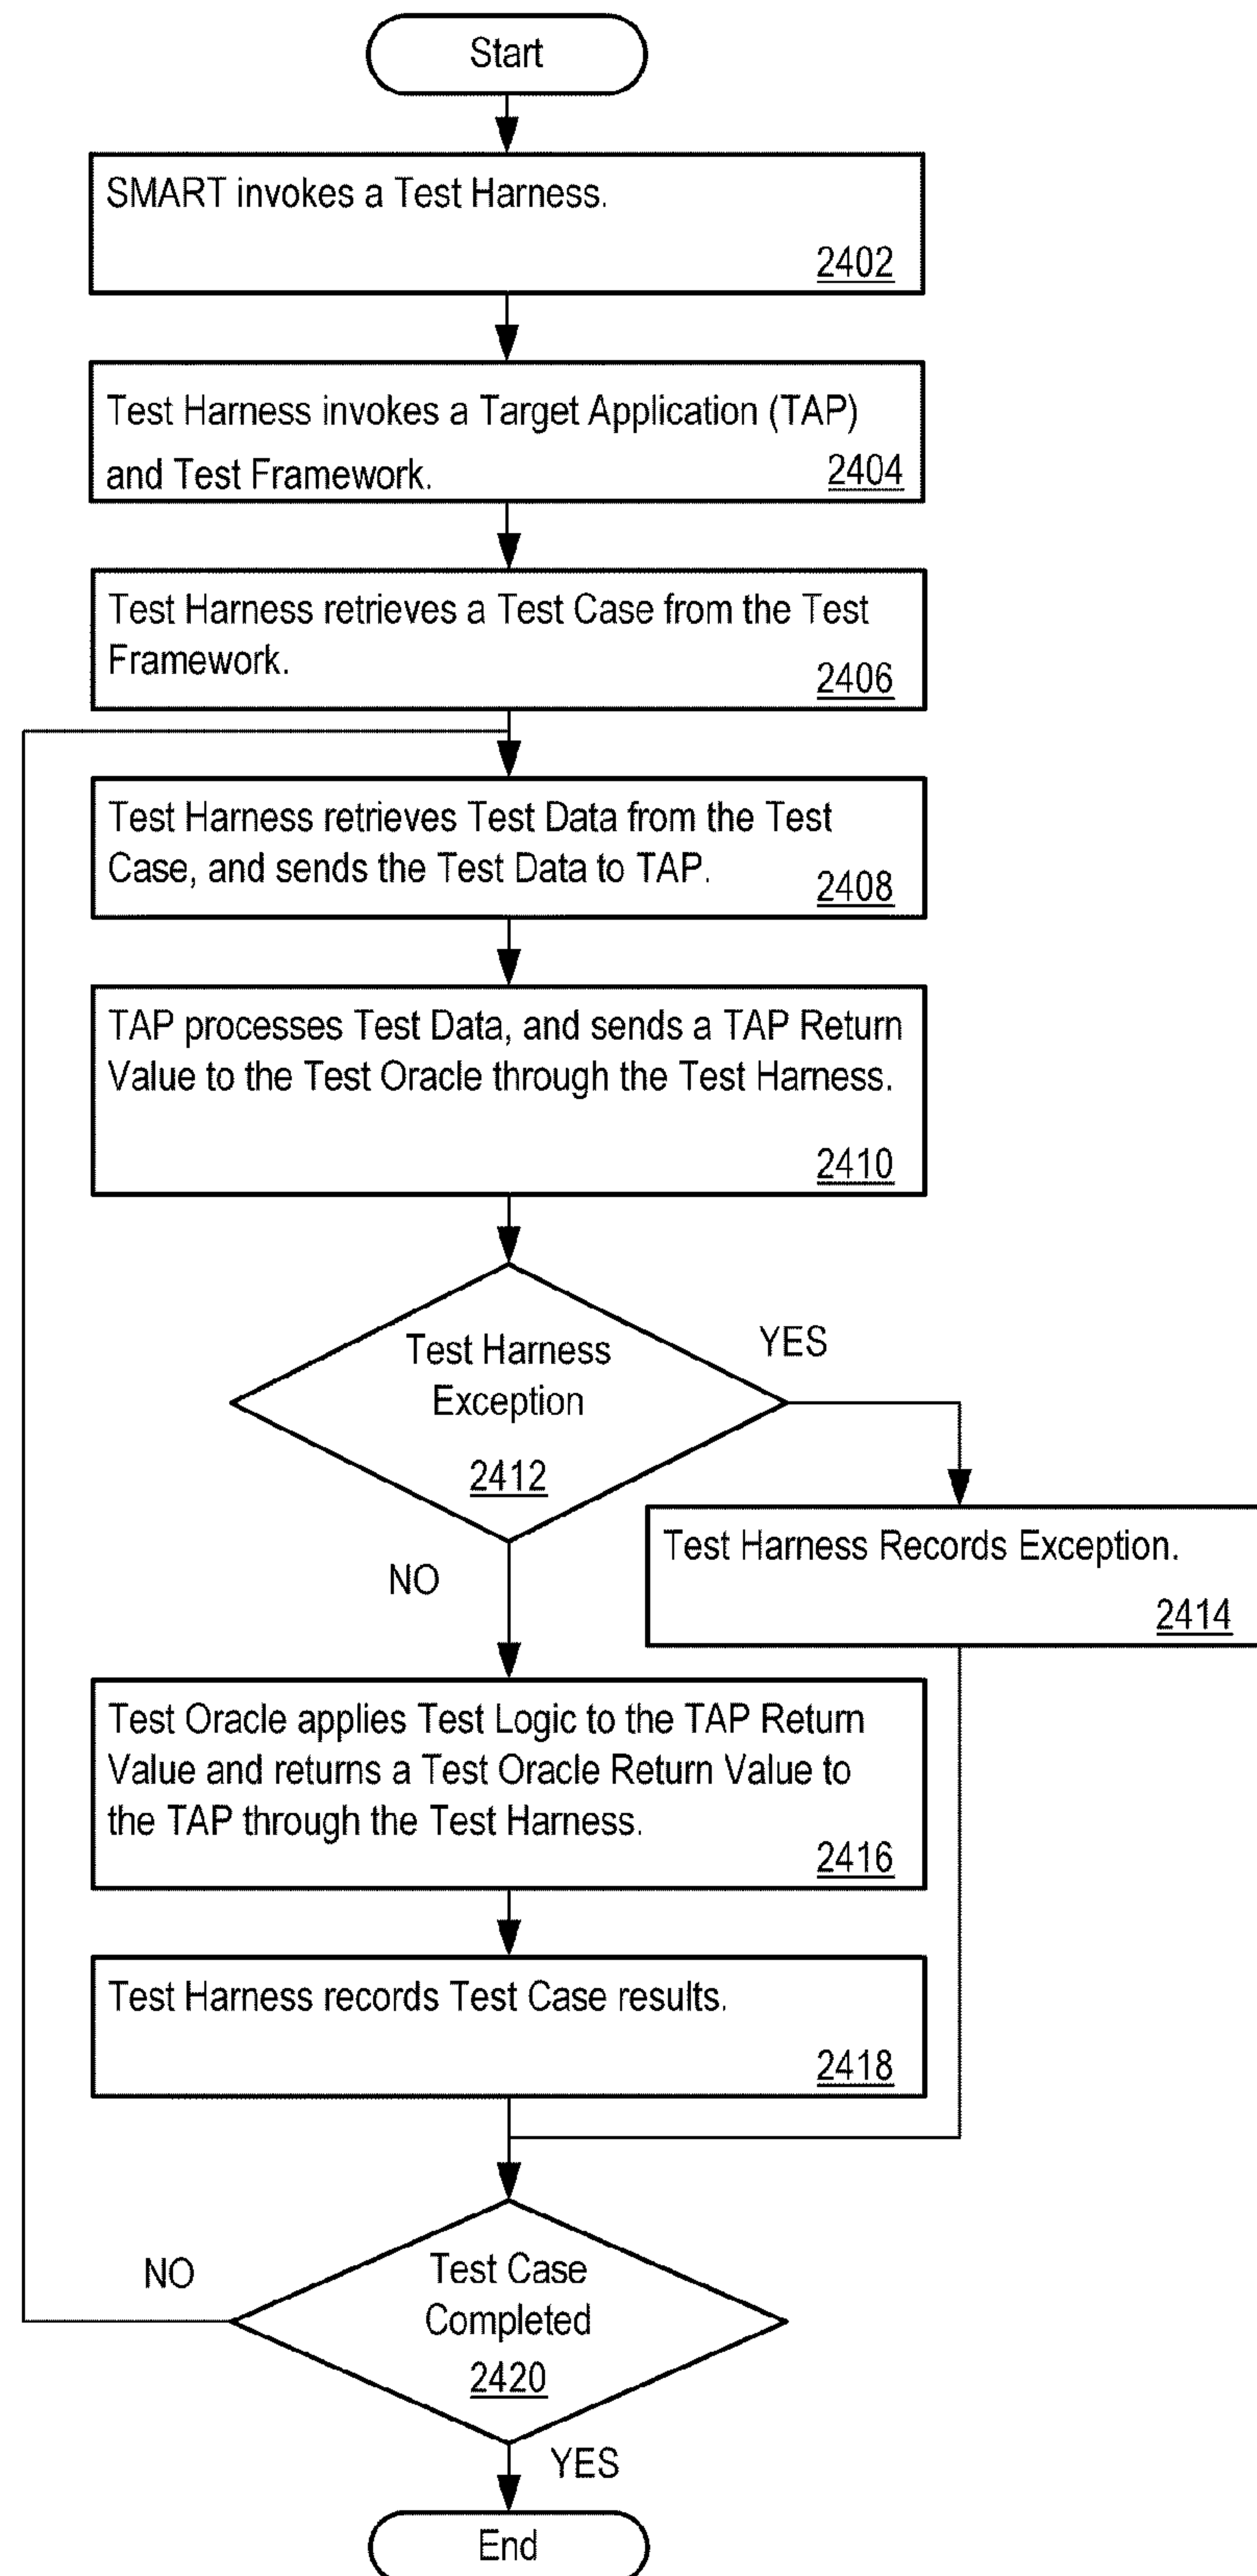 Start
SMART invokes a Test Harness.
2402
Test Harness invokes a Target Application (TAP)
and Test Framework.
2404
Test Harness retrieves a Test Case from the Test
Framework.
2406
Test Harness retrieves Test Data from the Test
Case, and sends the Test Data to TAP.
2408
TAP processes Test Data, and sends a TAP Return
Value to the Test Oracle through the Test Harness.
2410
Test Harness
Exception
2412
YES
NO
Test Harness Records Exception.
2414
Test Oracle applies Test Logic to the TAP Return
Value and returns a Test Oracle Return Value to
the TAP through the Test Harness.
2416
Test Harness records Test Case results.
2418
Test Case
Completed
2420
NO
YES
End